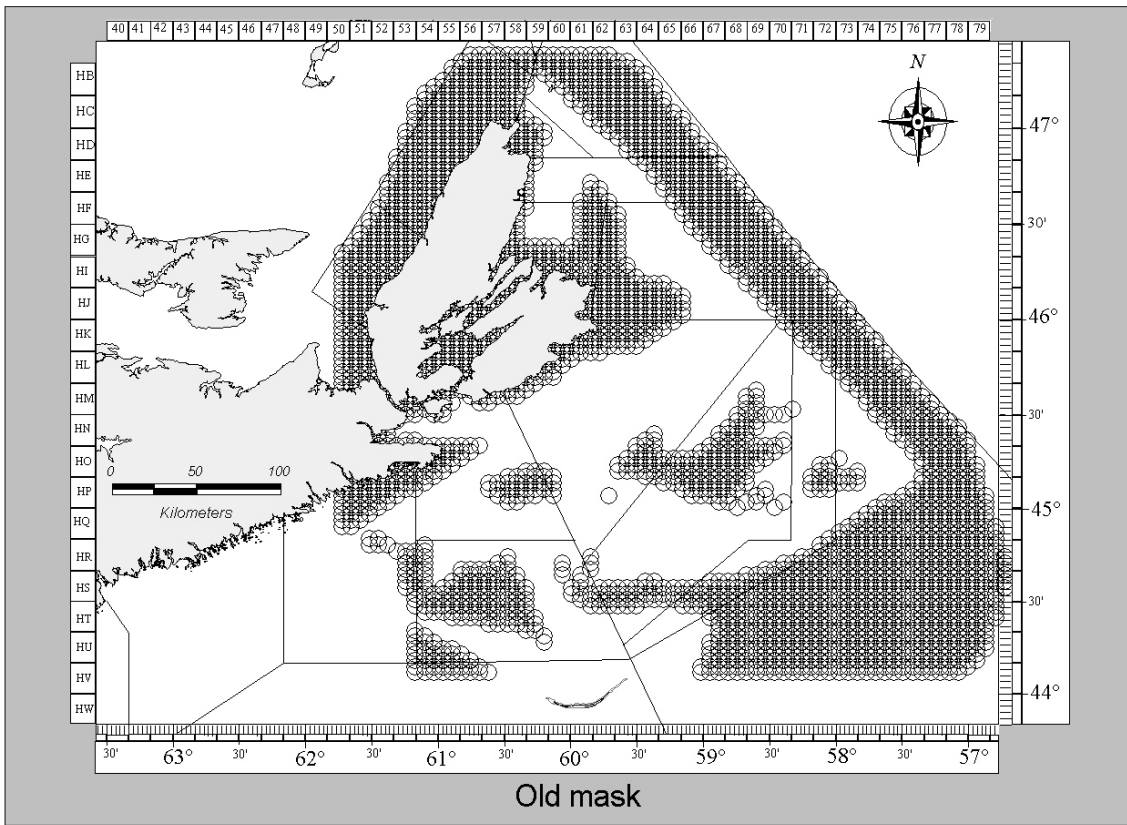 40 41 42 43 44 45 46 47 48 49 50 51 52 53 54 55 56 57 58 59 60 61 62 63 64 65 66 67 68 69 70 71 72 73 74 75 76 77 78 79
N
HB
HC
47°
HD
HE
HF
30'
HG
HI
HJ
46°
HK
HL
HM
30'
HN
HO
0 50 100
HP
Kilometers
45°
HQ
HR
HS
30'
HT
HU
HV
44°
HW
30' 63° 30' 62° 30' 61° 30' 60° 30' 59° 30' 58° 30' 57°
Old mask